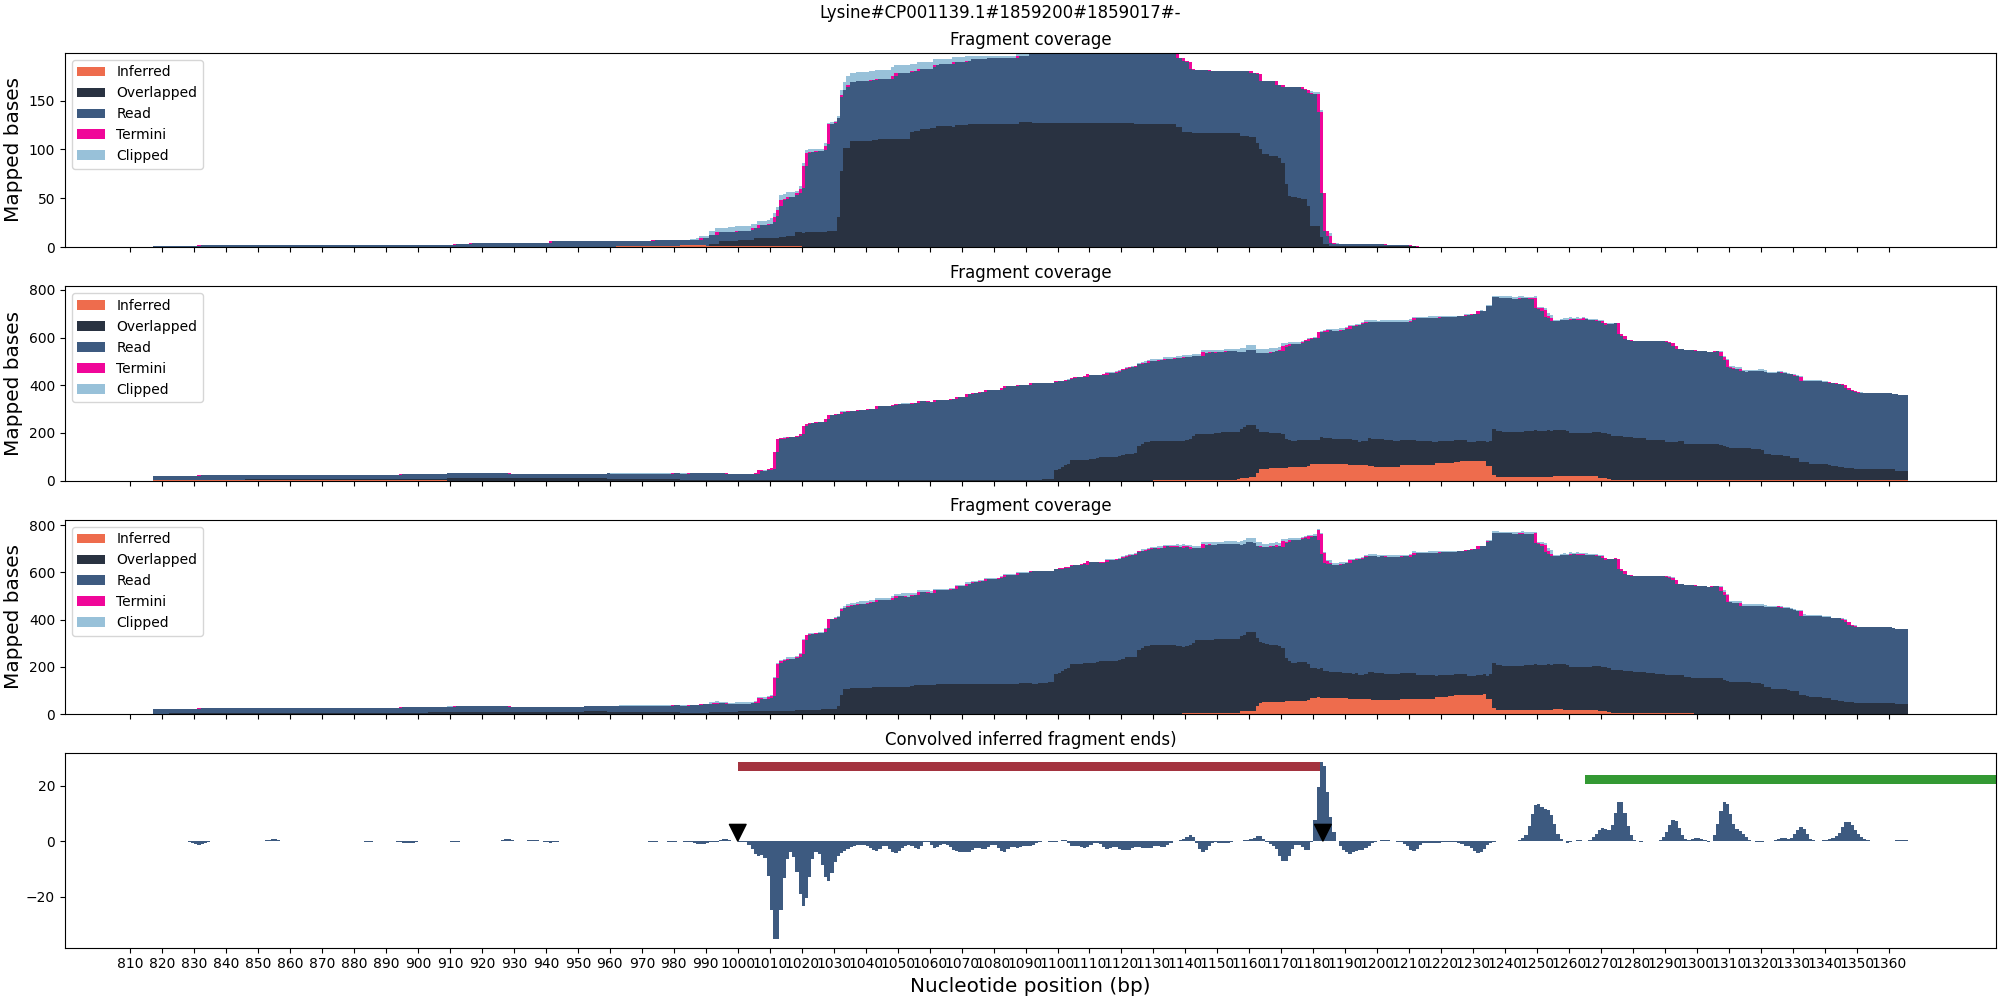 Lysine#CP001139.1#1859200#1859017#-
Fragment coverage
Mapped bases
150
100
50
0
Inferred
Overlapped
Read
Termini
Clipped
Fragment coverage
Mapped bases
800
600
400
200
0
Inferred
Overlapped
Read
Termini
Clipped
Fragment coverage
Mapped bases
800
600
400
200
0
Inferred
Overlapped
Read
Termini
Clipped
Convolved inferred fragment ends)
20
0
−20
810 820 830 840 850 860 870 880 890 900 910 920 930 940 950 960 970 980 990 1000 1010 1020 1030 1040 1050 1060 1070 1080 1090 1100 1110 1120 1130 1140 1150 1160 1170 1180 1190 1200 1210 1220 1230 1240 1250 1260 1270 1280 1290 1300 1310 1320 1330 1340 1350 1360
Nucleotide position (bp)